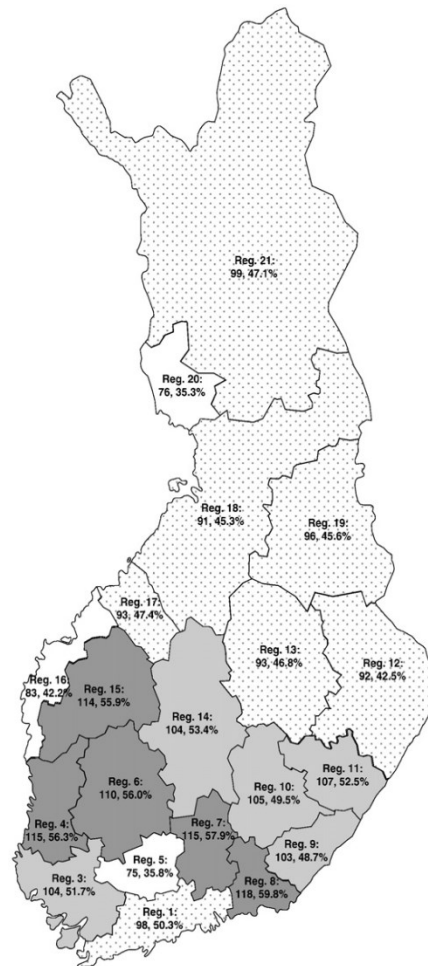 Reg. 21:
99, 47.1%
Reg. 20:
76, 35.3%
Reg. 18:
91, 45.3%
Reg. 19:
96, 45.6%
Reg. 17:
93, 47.4%
Reg. 16:
83, 42.2%
Reg. 15:
114, 55.9%
Reg. 13:
93, 46.8%
Reg. 12:
92, 42.5%
Reg. 14:
104, 53.4%
Reg. 11:
107, 52.5%
Reg. 10:
105, 49.5%
Reg. 6:
110, 56.0%
Reg. 4:
115, 56.3%
Reg. 7:
115, 57.9%
Reg. 9:
103, 48.7%
Reg. 5:
75, 35.8%
Reg. 3:
104, 51.7%
Reg. 8:
118, 59.8%
Reg. 1:
98, 50.3%